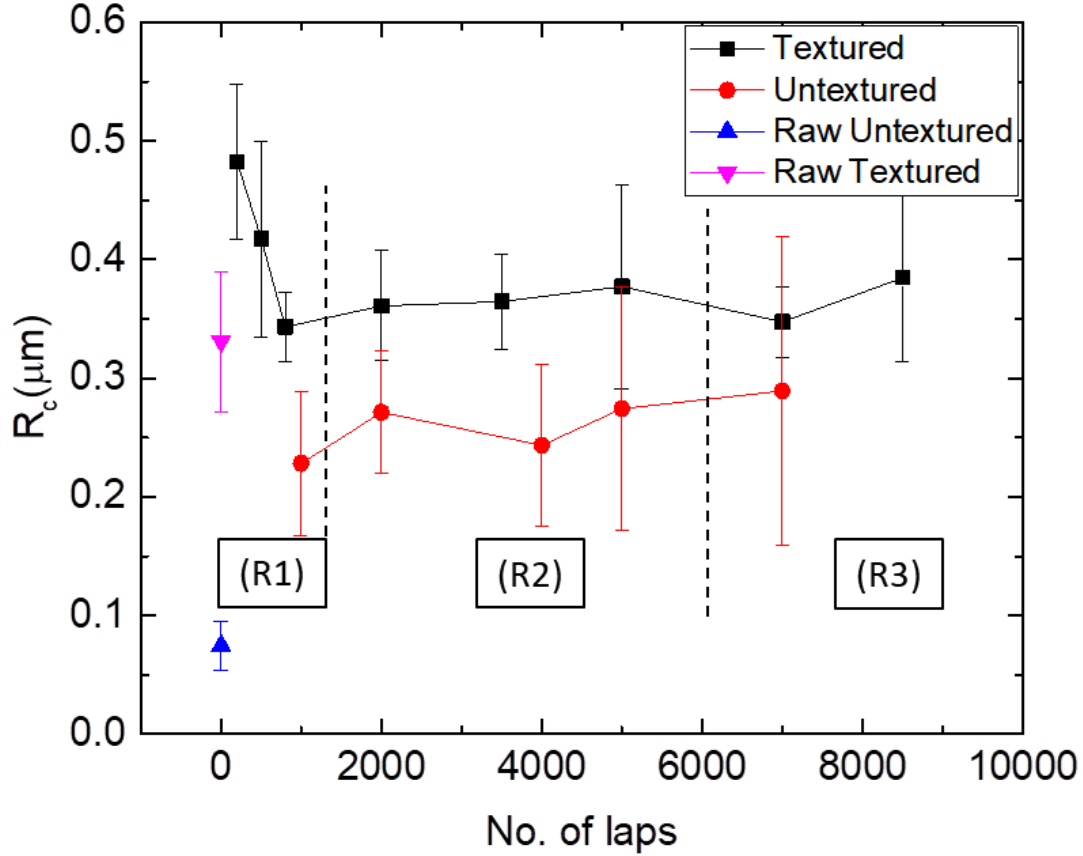 0.6
0.5
0.4
0.3
0.2
0.1
0.0
R_c(μm)
Textured
Untextured
Raw Untextured
Raw Textured
(R1)
(R2)
(R3)
0 2000 4000 6000 8000 10000
No. of laps